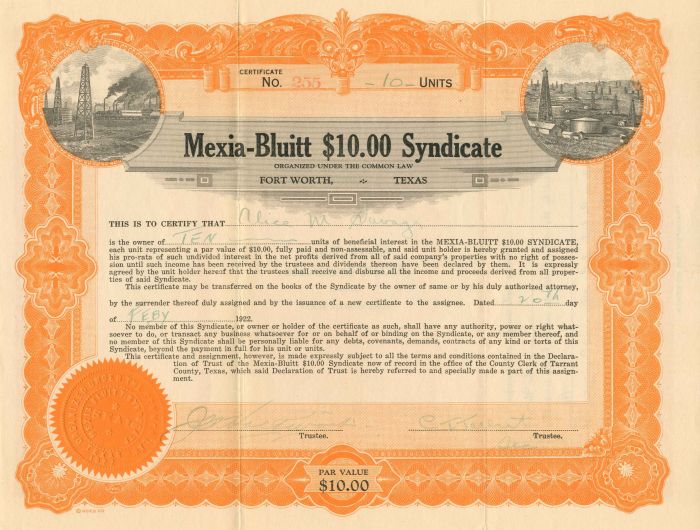 CERTIFICATE
No. 255 -10- UNITS
Mexia-Bluitt $10.00 Syndicate
ORGANIZED UNDER THE COMMON LAW
FORT WORTH, TEXAS
THIS IS TO CERTIFY THAT Alice M. Savage
is the owner of TEN units of beneficial interest in the MEXIA-BLUITT $10.00 SYNDICATE,
each unit representing a par value of $10.00, fully paid and non-assessable, and said unit holder is hereby granted and assigned
his pro-rata of such undivided interest in the net profits derived from all of said company's properties with no right of posses-
sion until such income has been received by the trustees and dividends thereon have been declared by them. It is expressly
agreed by the unit holder hereof that the trustees shall receive and disburse all the income and proceeds derived from all proper-
ties of said Syndicate.
This certificate may be transferred on the books of the Syndicate by the owner of same or by his duly authorized attorney,
by the surrender thereof duly assigned and by the issuance of a new certificate to the assignee. Dated 20th day
of FEBY 1922.
No member of this Syndicate, or owner or holder of the certificate as such, shall have any authority, power or right what-
soever to do, or transact any business whatsoever for or on behalf of or binding on the Syndicate, or any member thereof, and
no member of this Syndicate shall be personally liable for any debts, covenants, demands, contracts of any kind or torts of this
Syndicate, beyond the payment in full for his unit or units.
This certificate and assignment, however, is made expressly subject to all the terms and conditions contained in the Declara-
tion of Trust of the Mexia-Bluitt $10.00 Syndicate now of record in the office of the County Clerk of Tarrant
County, Texas, which said Declaration of Trust is hereby referred to and specially made a part of this assign-
ment.
Trustee. Trustee.
PAR VALUE
$10.00